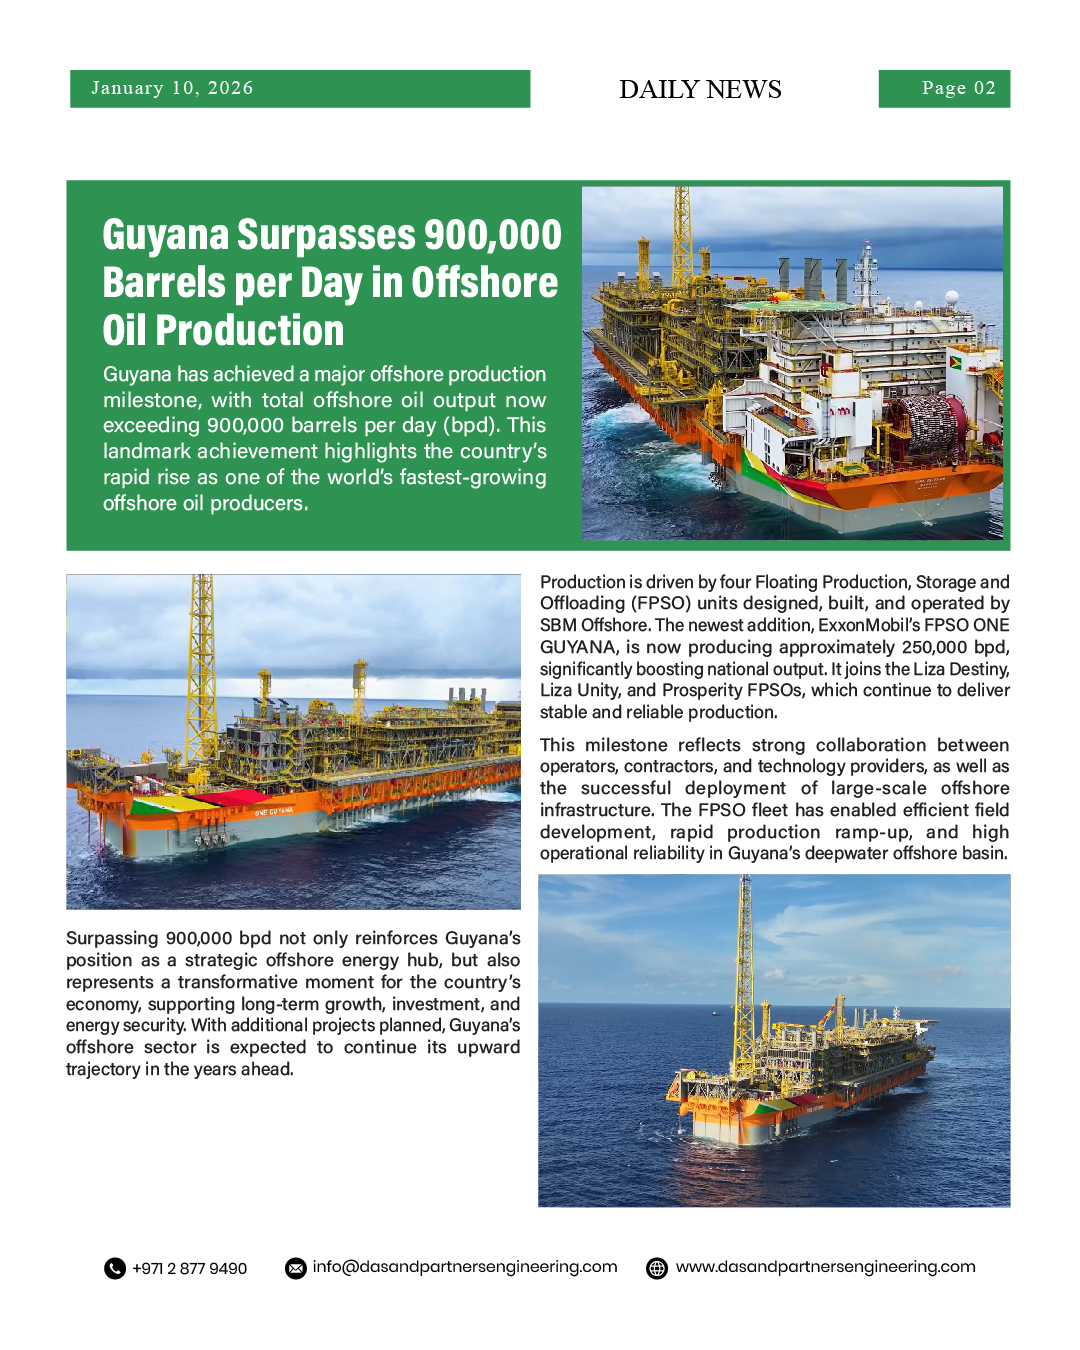 January 10, 2026
DAILY NEWS
Page 02
Guyana Surpasses 900,000
Barrels per Day in Offshore
Oil Production
Guyana has achieved a major offshore production
milestone, with total offshore oil output now
exceeding 900,000 barrels per day (bpd). This
landmark achievement highlights the country's
rapid rise as one of the world's fastest-growing
offshore oil producers.
ONE GUYANA
Production is driven by four Floating Production, Storage and
Offloading (FPSO) units designed, built, and operated by
SBM Offshore. The newest addition, ExxonMobil's FPSO ONE
GUYANA, is now producing approximately 250,000 bpd,
significantly boosting national output. It joins the Liza Destiny,
Liza Unity, and Prosperity FPSOs, which continue to deliver
stable and reliable production.
This milestone reflects strong collaboration between
operators, contractors, and technology providers, as well as
the successful deployment of large-scale offshore
infrastructure. The FPSO fleet has enabled efficient field
development, rapid production ramp-up, and high
operational reliability in Guyana's deepwater offshore basin.
ONE GUYANA
Surpassing 900,000 bpd not only reinforces Guyana's
position as a strategic offshore energy hub, but also
represents a transformative moment for the country's
economy, supporting long-term growth, investment, and
energy security. With additional projects planned, Guyana's
offshore sector is expected to continue its upward
trajectory in the years ahead.
ONE GUYANA
+971 2 877 9490
info@dasandpartnersengineering.com
www.dasandpartnersengineering.com